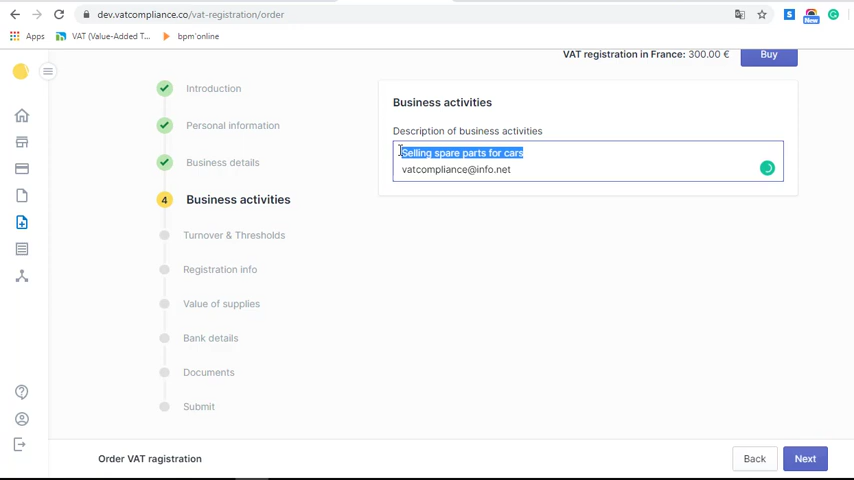 dev.vatcompliance.co/vat-registration/order
New
Apps
VAT (Value-Added T...
bpm'online
VAT registration in France: 300.00 €
Buy
Introduction
Personal information
Business details
4
Business activities
Turnover & Thresholds
Registration info
Value of supplies
Bank details
Documents
Submit
Business activities
Description of business activities
Selling spare parts for cars
vatcompliance@info.net
Order VAT ragistration
Back
Next